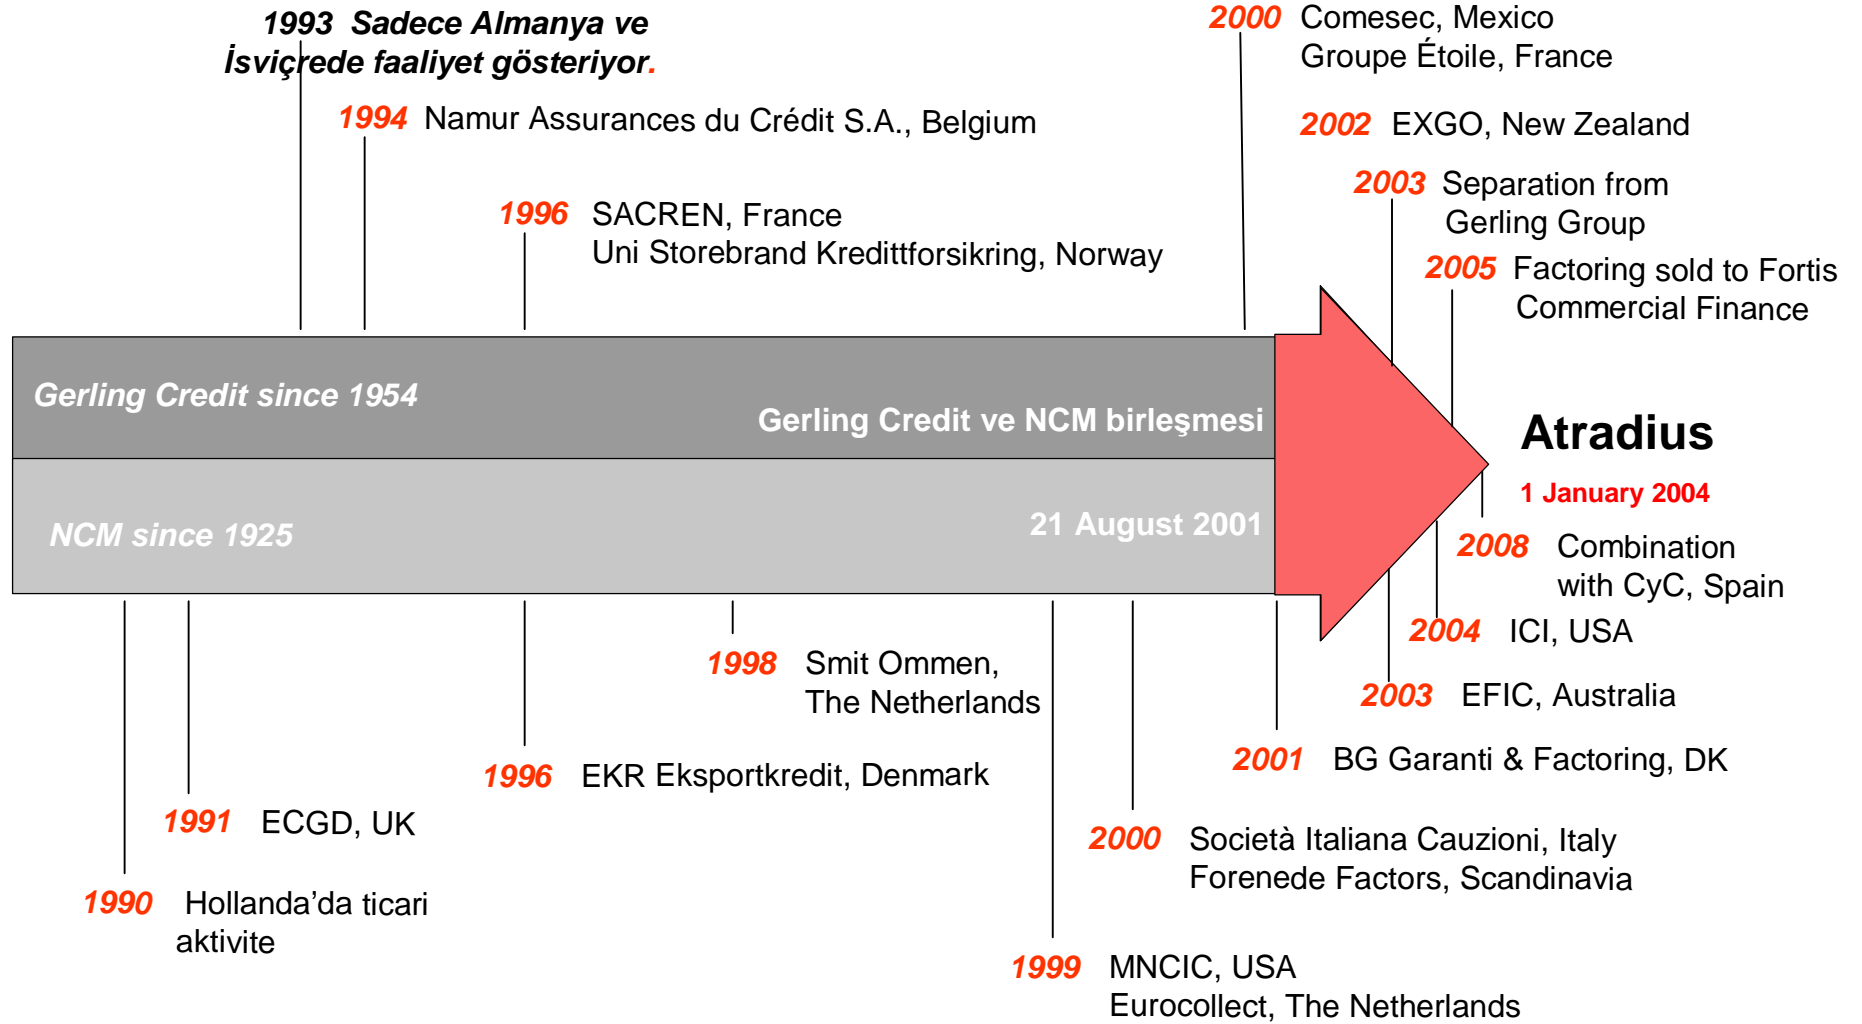 1993 Sadece Almanya ve
İsviçrede faaliyet gösteriyor.
2000 Comesec, Mexico
Groupe Étoile, France
1994 Namur Assurances du Crédit S.A., Belgium
2002 EXGO, New Zealand
1996 SACREN, France
Uni Storebrand Kredittforsikring, Norway
2003 Separation from
Gerling Group
2005 Factoring sold to Fortis
Commercial Finance
Gerling Credit since 1954
Gerling Credit ve NCM birleşmesi
NCM since 1925
21 August 2001
Atradius
1 January 2004
2008 Combination
with CyC, Spain
2004 ICI, USA
2003 EFIC, Australia
2001 BG Garanti & Factoring, DK
1998 Smit Ommen,
The Netherlands
1996 EKR Eksportkredit, Denmark
1991 ECGD, UK
2000 Società Italiana Cauzioni, Italy
Forenede Factors, Scandinavia
1990 Hollanda’da ticari
aktivite
1999 MNCIC, USA
Eurocollect, The Netherlands